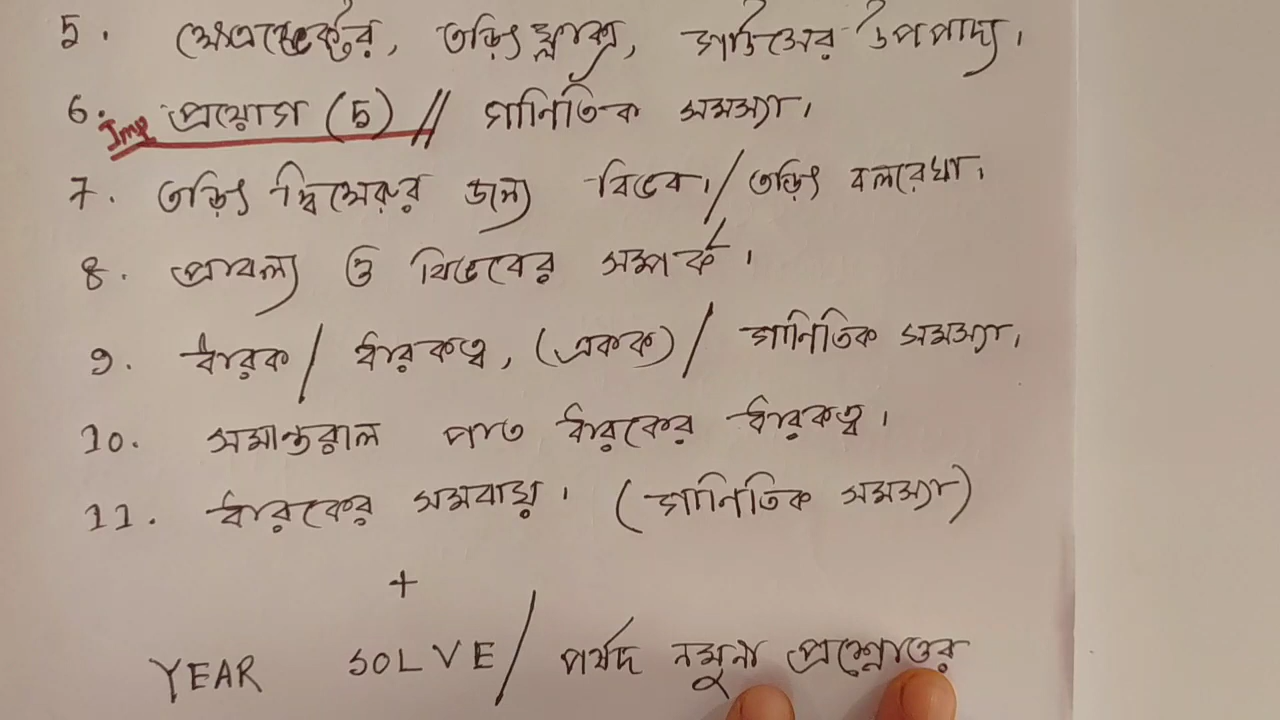 5. ক্ষেত্রভেক্টর, তড়িৎ ফ্লাক্স, গাউসের উপপাদ্য।
6. Imp প্রয়োগ (5) // গানিতিক সমস্যা।
7. তড়িৎ দ্বিমেরুর জন্য বিভব। / তড়িৎ বলরেখা।
8. প্রাবল্য ও বিভবের সম্পর্ক।
9. ধারক / ধারকত্ব, (একক) / গানিতিক সমস্যা।
10. সমান্তরাল পাত ধারকের ধারকত্ব।
11. ধারকের সমবায়। (গানিতিক সমস্যা)
+
YEAR SOLVE / পর্ষদ নমুনা প্রশ্নোত্তর